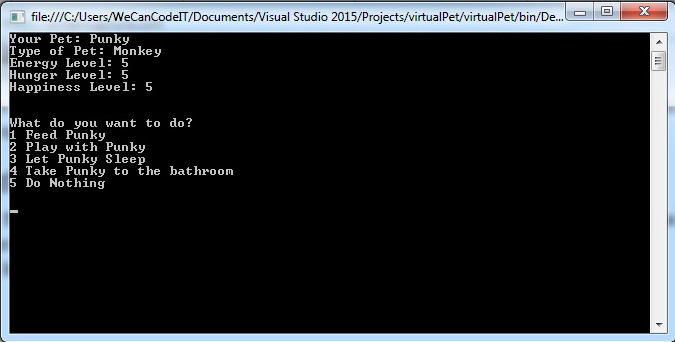 file:///C:/Users/WeCanCodeIT/Documents/Visual Studio 2015/Projects/virtualPet/virtualPet/bin/De...
Your Pet: Punky
Type of Pet: Monkey
Energy Level: 5
Hunger Level: 5
Happiness Level: 5
What do you want to do?
1 Feed Punky
2 Play with Punky
3 Let Punky Sleep
4 Take Punky to the bathroom
5 Do Nothing